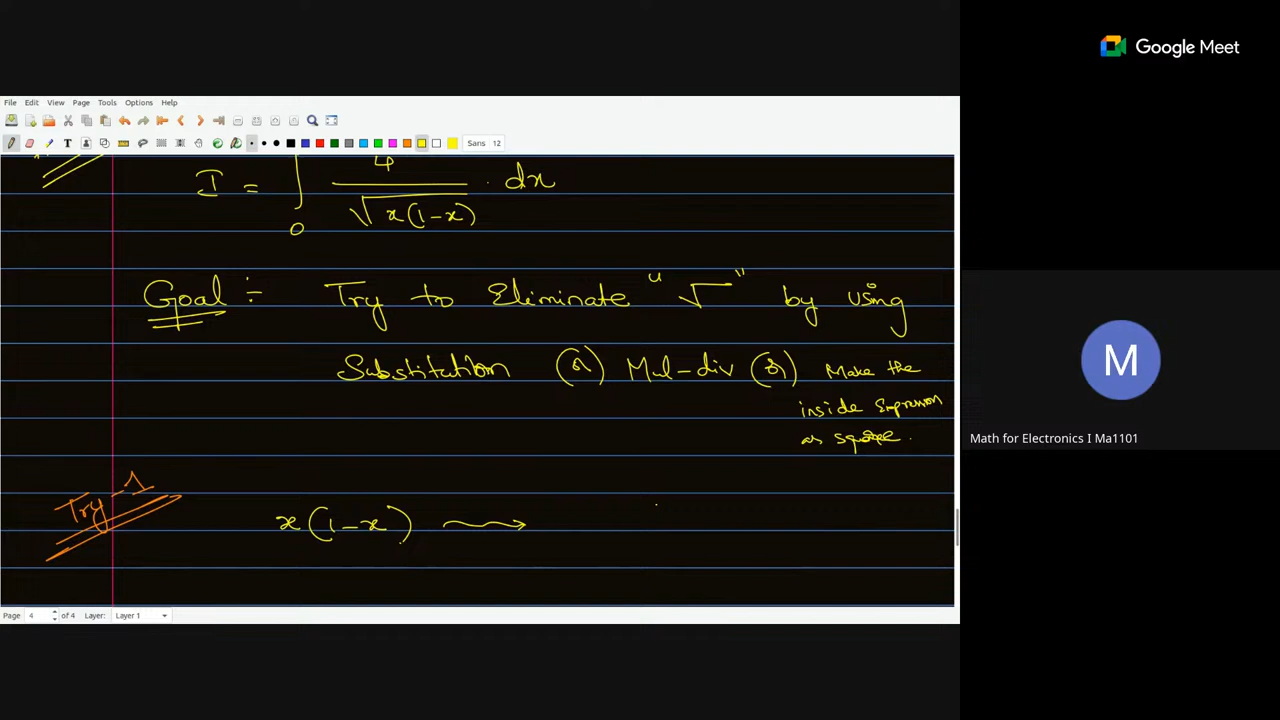 Google Meet
File Edit View Page Tools Options Help
Sans 12
I = ∫ 4 / √x(1-x) . dx
0
Goal :- Try to Eliminate "√" by using
Substitution (or) Mul-div (or) Make the
inside Expression
as square.
M
Math for Electronics I Ma1101
Try-1
x(1-x) ⟿
Page 4 of 4 Layer: Layer 1